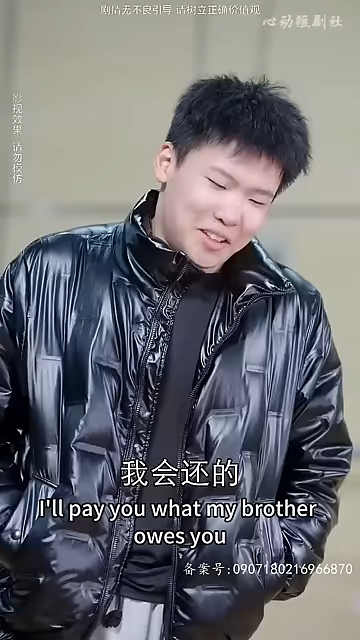 剧情无不良引导 请树立正确价值观
心动短剧社
影视效果 请勿模仿
我会还的
I'll pay you what my brother
owes you
备案号:0907180216966870